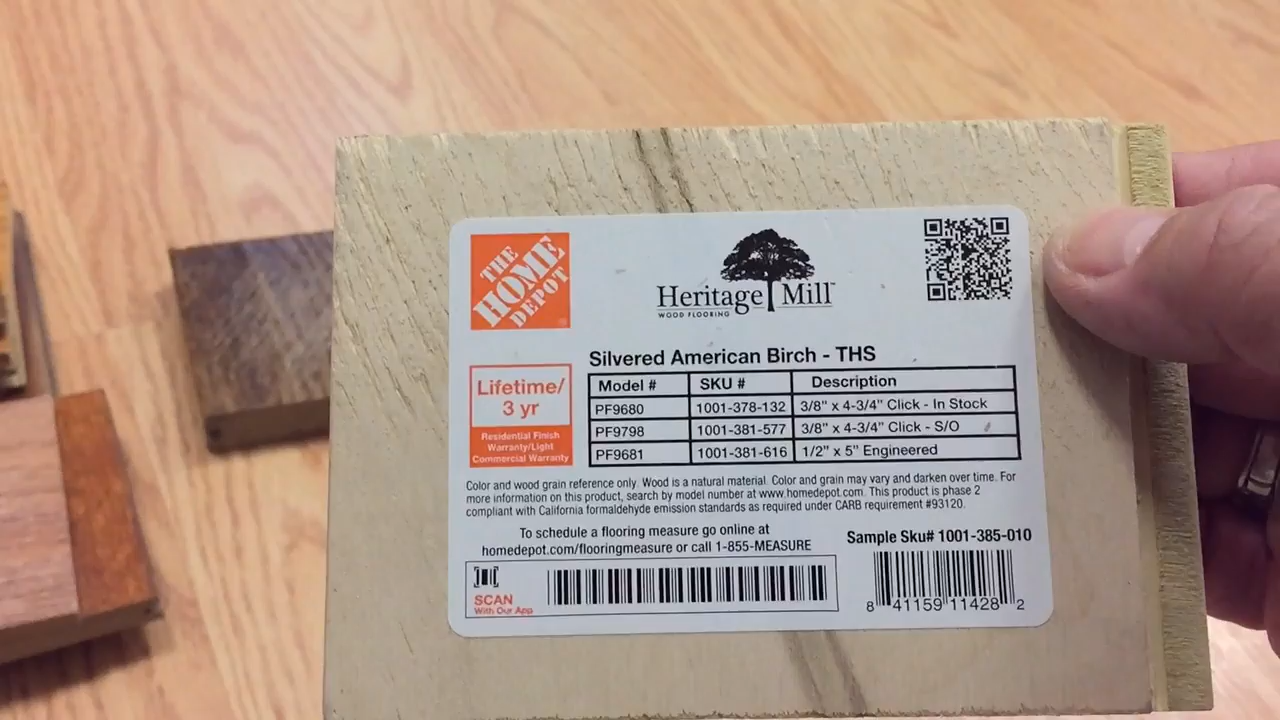 THE
HOME
DEPOT
Heritage Mill™
WOOD FLOORING
Silvered American Birch - THS
Lifetime/
3 yr
Residential Finish
Warranty/Light
Commercial Warranty
Model # SKU # Description
PF9680 1001-378-132 3/8" x 4-3/4" Click - In Stock
PF9798 1001-381-577 3/8" x 4-3/4" Click - S/O
PF9681 1001-381-616 1/2" x 5" Engineered
Color and wood grain reference only. Wood is a natural material. Color and grain may vary and darken over time. For
more information on this product, search by model number at www.homedepot.com. This product is phase 2
compliant with California formaldehyde emission standards as required under CARB requirement #93120.
To schedule a flooring measure go online at
homedepot.com/flooringmeasure or call 1-855-MEASURE
SCAN
With Our App
Sample Sku# 1001-385-010
8 41159 11428 2